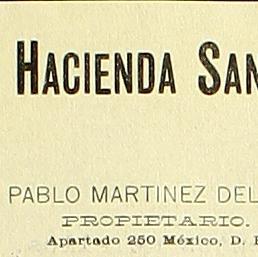 HACIENDA SAN
PABLO MARTINEZ DEL
PROPIETARIO.
Apartado 250 México, D.